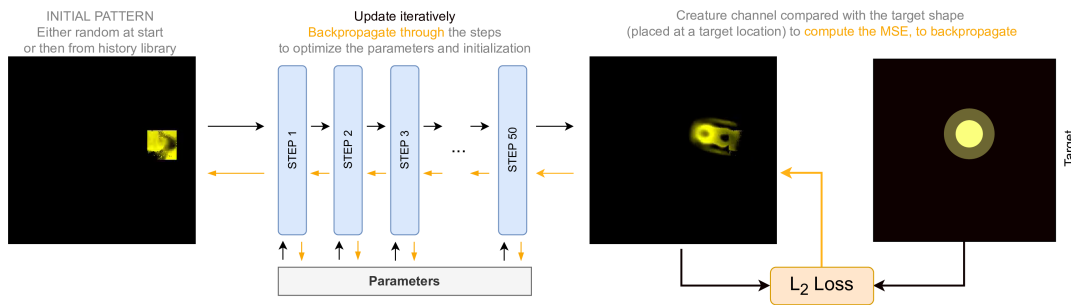 INITIAL PATTERN
Either random at start
or then from history library
Update iteratively
Backpropagate through the steps
to optimize the parameters and initialization
Creature channel compared with the target shape
(placed at a target location) to compute the MSE, to backpropagate
STEP 1
STEP 2
STEP 3
...
STEP 50
Target
Parameters
L₂ Loss